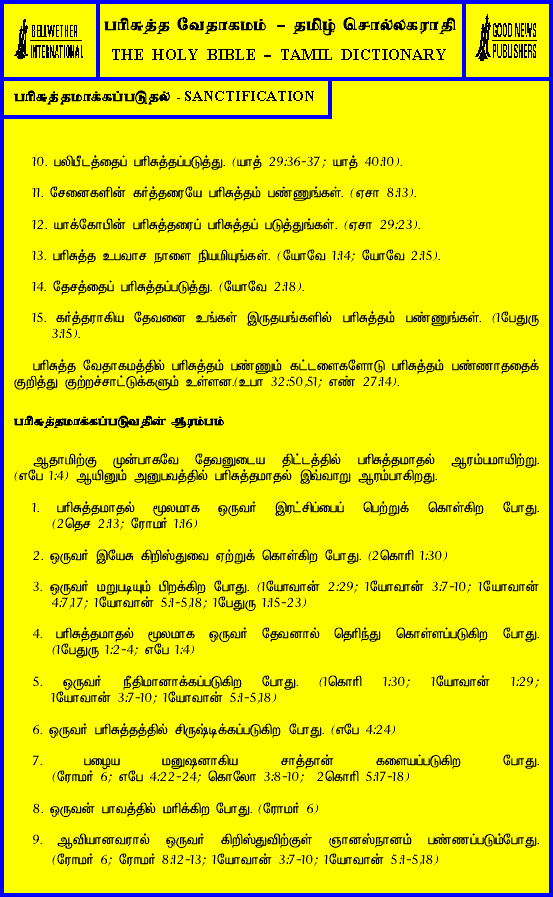 BELLWETHER
INTERNATIONAL
பரிசுத்த வேதாகமம் – தமிழ் சொல்லகராதி
THE HOLY BIBLE – TAMIL DICTIONARY
GOOD NEWS
PUBLISHERS
பரிசுத்தமாக்கப்படுதல் - SANCTIFICATION
10. பலிபீடத்தைப் பரிசுத்தப்படுத்து. (யாத் 29:36-37; யாத் 40:10).
11. சேனைகளின் கர்த்தரையே பரிசுத்தம் பண்ணுங்கள். (ஏசா 8:13).
12. யாக்கோபின் பரிசுத்தரைப் பரிசுத்தப் படுத்துங்கள். (ஏசா 29:23).
13. பரிசுத்த உபவாச நாளை நியமியுங்கள். (யோவே 1:14; யோவே 2:15).
14. தேசத்தைப் பரிசுத்தப்படுத்து. (யோவே 2:18).
15. கர்த்தராகிய தேவனை உங்கள் இருதயங்களில் பரிசுத்தம் பண்ணுங்கள். (1பேதுரு
3:15).
பரிசுத்த வேதாகமத்தில் பரிசுத்தம் பண்ணும் கட்டளைகளோடு பரிசுத்தம் பண்ணாததைக்
குறித்து குற்றச்சாட்டுக்களும் உள்ளன.(உபா 32:50,51; எண் 27:14).
பரிசுத்தமாக்கப்படுவதின் ஆரம்பம்
ஆதாமிற்கு முன்பாகவே தேவனுடைய திட்டத்தில் பரிசுத்தமாதல் ஆரம்பமாயிற்று.
(எபே 1:4) ஆயினும் அனுபவத்தில் பரிசுத்தமாதல் இவ்வாறு ஆரம்பாகிறது.
1. பரிசுத்தமாதல் மூலமாக ஒருவர் இரட்சிப்பைப் பெற்றுக் கொள்கிற போது.
(2தெச 2:13; ரோமர் 1:16)
2. ஒருவர் இயேசு கிறிஸ்துவை ஏற்றுக் கொள்கிற போது. (2கொரி 1:30)
3. ஒருவர் மறுபடியும் பிறக்கிற போது. (1யோவான் 2:29; 1யோவான் 3:7-10; 1யோவான்
4:7,17; 1யோவான் 5:1-5,18; 1பேதுரு 1:15-23)
4. பரிசுத்தமாதல் மூலமாக ஒருவர் தேவனால் தெரிந்து கொள்ளப்படுகிற போது.
(1பேதுரு 1:2-4; எபே 1:4)
5. ஒருவர் நீதிமானாக்கப்படுகிற போது. (1கொரி 1:30; 1யோவான் 1:29;
1யோவான் 3:7-10; 1யோவான் 5:1-5,18)
6. ஒருவர் பரிசுத்தத்தில் சிருஷ்டிக்கப்படுகிற போது. (எபே 4:24)
7. பழைய மனுஷனாகிய சாத்தான் களையப்படுகிற போது.
(ரோமர் 6; எபே 4:22-24; கொலோ 3:8-10; 2கொரி 5:17-18)
8. ஒருவன் பாவத்தில் மரிக்கிற போது. (ரோமர் 6)
9. ஆவியானவரால் ஒருவர் கிறிஸ்துவிற்குள் ஞானஸ்நானம் பண்ணப்படும்போது.
(ரோமர் 6; ரோமர் 8:12-13; 1யோவான் 3:7-10; 1யோவான் 5:1-5,18)